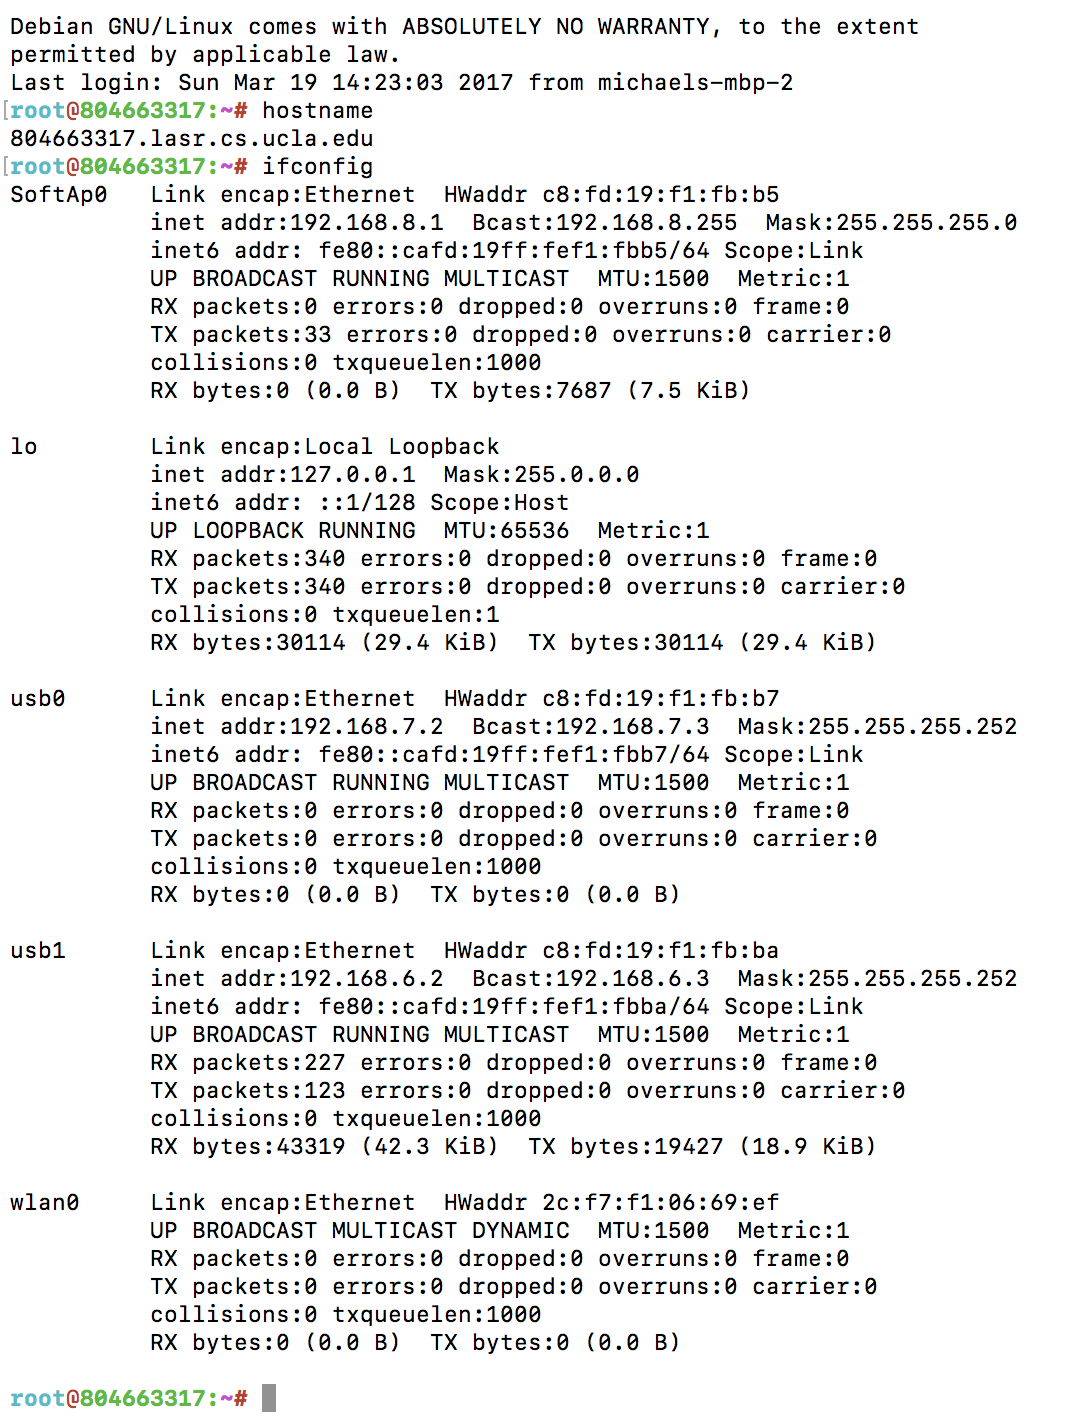 Debian GNU/Linux comes with ABSOLUTELY NO WARRANTY, to the extent
permitted by applicable law.
Last login: Sun Mar 19 14:23:03 2017 from michaels-mbp-2
[root@804663317:~# hostname
804663317.lasr.cs.ucla.edu
[root@804663317:~# ifconfig
SoftAp0   Link encap:Ethernet  HWaddr c8:fd:19:f1:fb:b5
          inet addr:192.168.8.1  Bcast:192.168.8.255  Mask:255.255.255.0
          inet6 addr: fe80::cafd:19ff:fef1:fbb5/64 Scope:Link
          UP BROADCAST RUNNING MULTICAST  MTU:1500  Metric:1
          RX packets:0 errors:0 dropped:0 overruns:0 frame:0
          TX packets:33 errors:0 dropped:0 overruns:0 carrier:0
          collisions:0 txqueuelen:1000
          RX bytes:0 (0.0 B)  TX bytes:7687 (7.5 KiB)

lo        Link encap:Local Loopback
          inet addr:127.0.0.1  Mask:255.0.0.0
          inet6 addr: ::1/128 Scope:Host
          UP LOOPBACK RUNNING  MTU:65536  Metric:1
          RX packets:340 errors:0 dropped:0 overruns:0 frame:0
          TX packets:340 errors:0 dropped:0 overruns:0 carrier:0
          collisions:0 txqueuelen:1
          RX bytes:30114 (29.4 KiB)  TX bytes:30114 (29.4 KiB)

usb0      Link encap:Ethernet  HWaddr c8:fd:19:f1:fb:b7
          inet addr:192.168.7.2  Bcast:192.168.7.3  Mask:255.255.255.252
          inet6 addr: fe80::cafd:19ff:fef1:fbb7/64 Scope:Link
          UP BROADCAST RUNNING MULTICAST  MTU:1500  Metric:1
          RX packets:0 errors:0 dropped:0 overruns:0 frame:0
          TX packets:0 errors:0 dropped:0 overruns:0 carrier:0
          collisions:0 txqueuelen:1000
          RX bytes:0 (0.0 B)  TX bytes:0 (0.0 B)

usb1      Link encap:Ethernet  HWaddr c8:fd:19:f1:fb:ba
          inet addr:192.168.6.2  Bcast:192.168.6.3  Mask:255.255.255.252
          inet6 addr: fe80::cafd:19ff:fef1:fbba/64 Scope:Link
          UP BROADCAST RUNNING MULTICAST  MTU:1500  Metric:1
          RX packets:227 errors:0 dropped:0 overruns:0 frame:0
          TX packets:123 errors:0 dropped:0 overruns:0 carrier:0
          collisions:0 txqueuelen:1000
          RX bytes:43319 (42.3 KiB)  TX bytes:19427 (18.9 KiB)

wlan0     Link encap:Ethernet  HWaddr 2c:f7:f1:06:69:ef
          UP BROADCAST MULTICAST DYNAMIC  MTU:1500  Metric:1
          RX packets:0 errors:0 dropped:0 overruns:0 frame:0
          TX packets:0 errors:0 dropped:0 overruns:0 carrier:0
          collisions:0 txqueuelen:1000
          RX bytes:0 (0.0 B)  TX bytes:0 (0.0 B)

root@804663317:~#